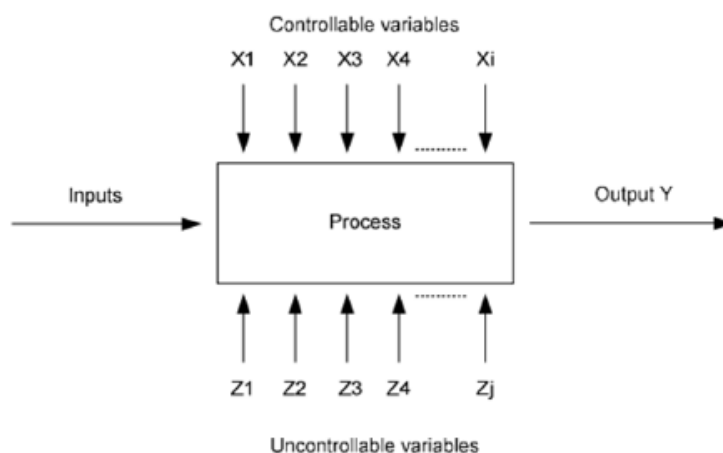 Controllable variables
X1 X2 X3 X4 Xi
Inputs
Process
Output Y
Z1 Z2 Z3 Z4 Zj
Uncontrollable variables